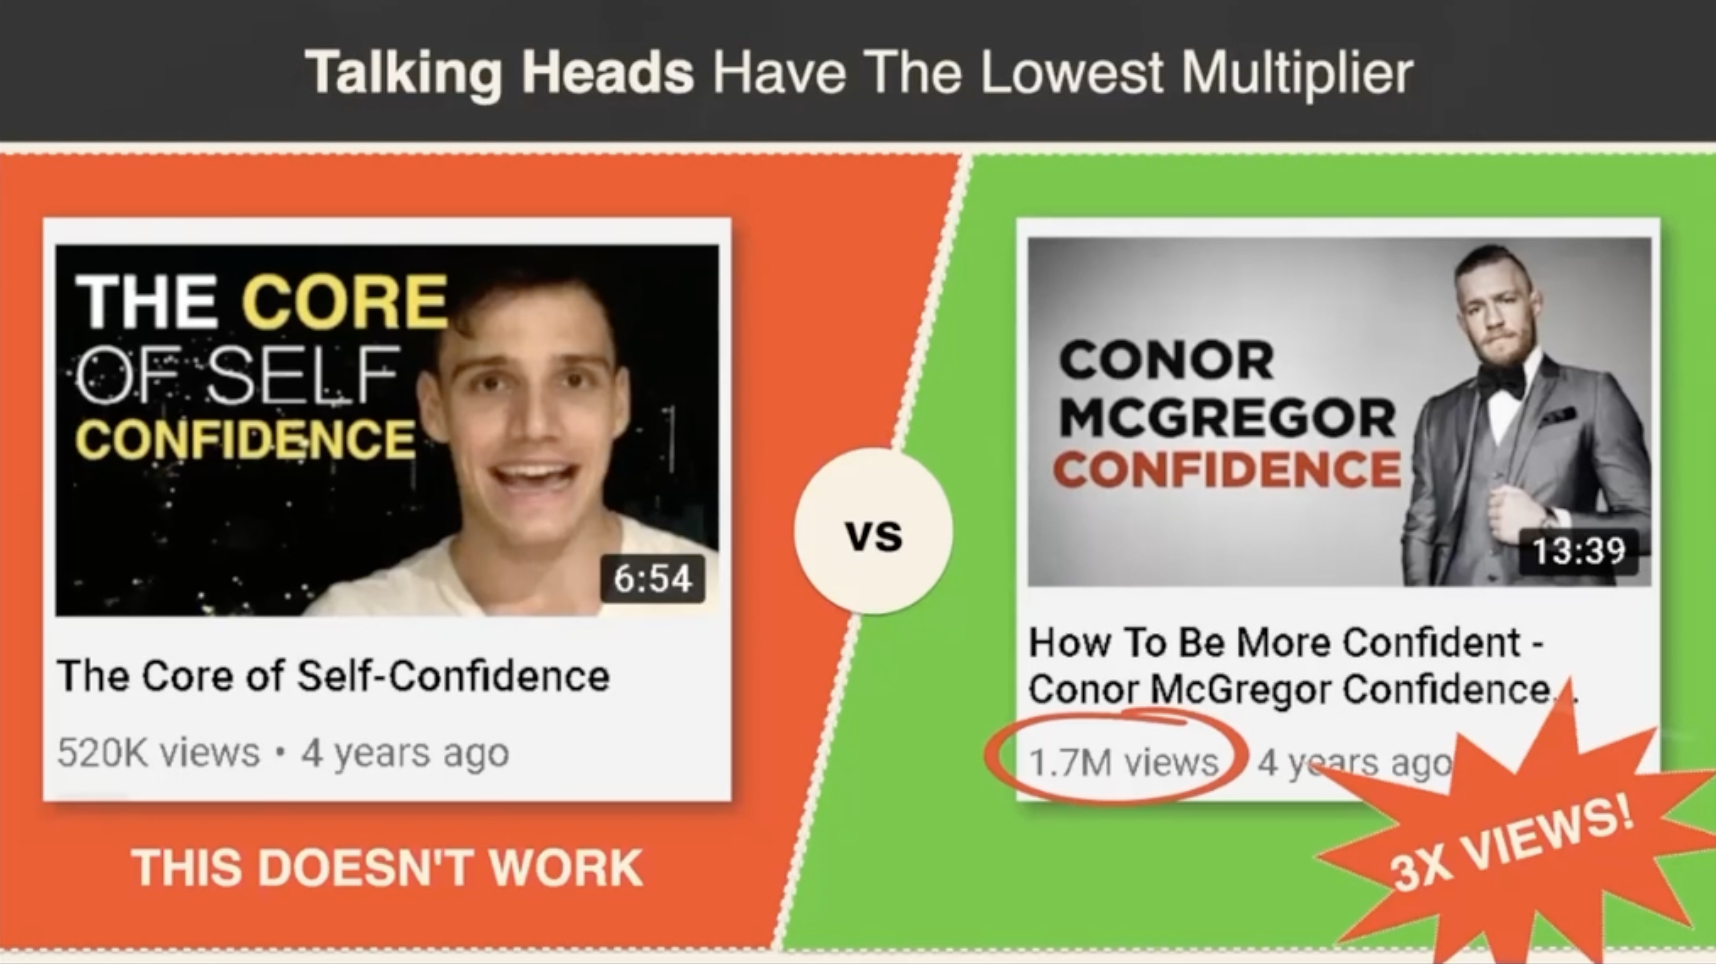 Talking Heads Have The Lowest Multiplier
THE CORE
OF SELF
CONFIDENCE
6:54
The Core of Self-Confidence
520K views • 4 years ago
THIS DOESN'T WORK
vs
CONOR
MCGREGOR
CONFIDENCE
13:39
How To Be More Confident -
Conor McGregor Confidence...
1.7M views 4 years ago
3X VIEWS!